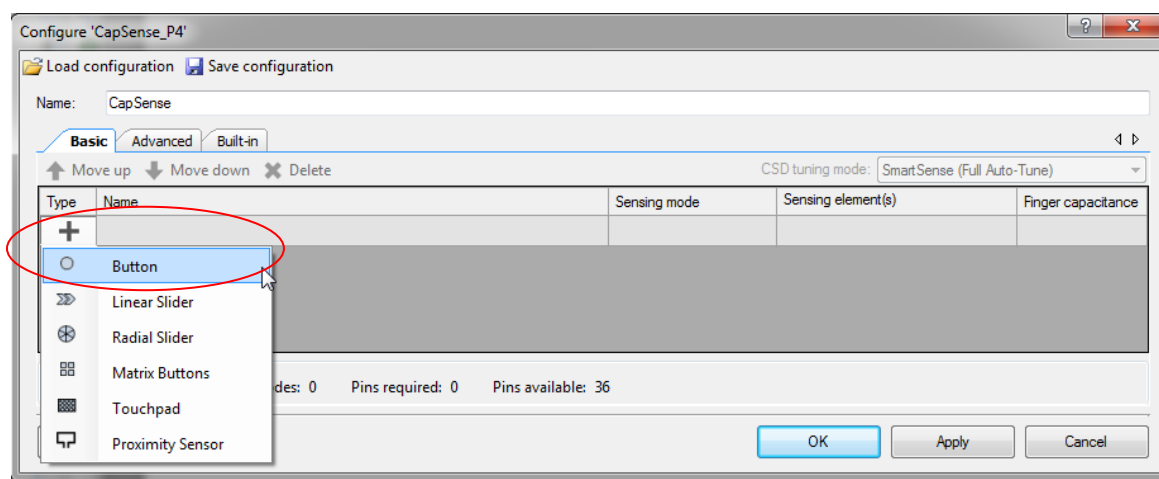 Configure 'CapSense_P4'
Load configuration Save configuration
Name: CapSense
Basic Advanced Built-in
Move up Move down Delete CSD tuning mode: SmartSense (Full Auto-Tune)
Type Name Sensing mode Sensing element(s) Finger capacitance
Button
Linear Slider
Radial Slider
Matrix Buttons
des: 0 Pins required: 0 Pins available: 36
Touchpad
Proximity Sensor
OK Apply Cancel